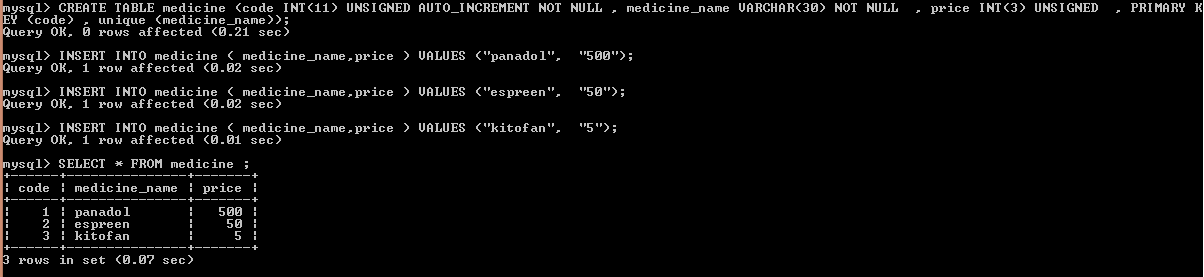 mysql> CREATE TABLE medicine (code INT(11) UNSIGNED AUTO_INCREMENT NOT NULL , medicine_name VARCHAR(30) NOT NULL  , price INT(3) UNSIGNED  , PRIMARY K
EY (code) , unique (medicine_name));
Query OK, 0 rows affected (0.21 sec)
mysql> INSERT INTO medicine ( medicine_name,price ) VALUES ("panadol",  "500");
Query OK, 1 row affected (0.02 sec)
mysql> INSERT INTO medicine ( medicine_name,price ) VALUES ("espreen",  "50");
Query OK, 1 row affected (0.02 sec)
mysql> INSERT INTO medicine ( medicine_name,price ) VALUES ("kitofan",  "5");
Query OK, 1 row affected (0.01 sec)
mysql> SELECT * FROM medicine ;
+------+---------------+-------+
| code | medicine_name | price |
+------+---------------+-------+
|    1 | panadol       |   500 |
|    2 | espreen       |    50 |
|    3 | kitofan       |     5 |
+------+---------------+-------+
3 rows in set (0.07 sec)